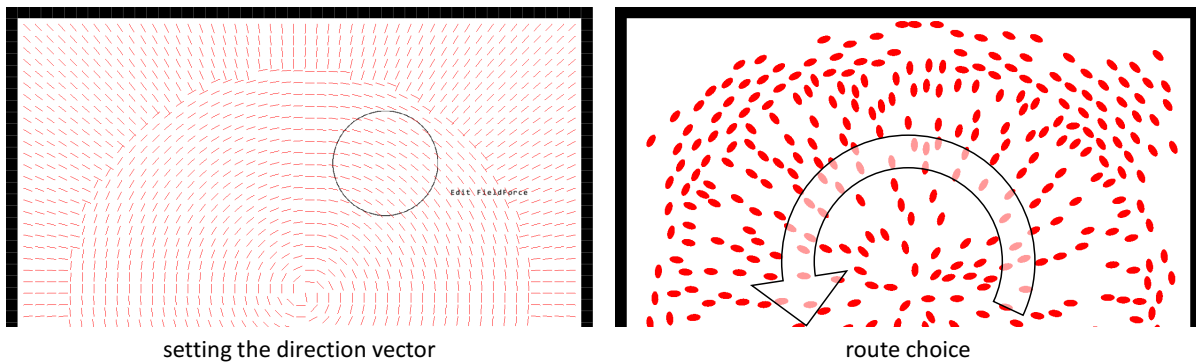 Edit FieldForce
setting the direction vector
route choice